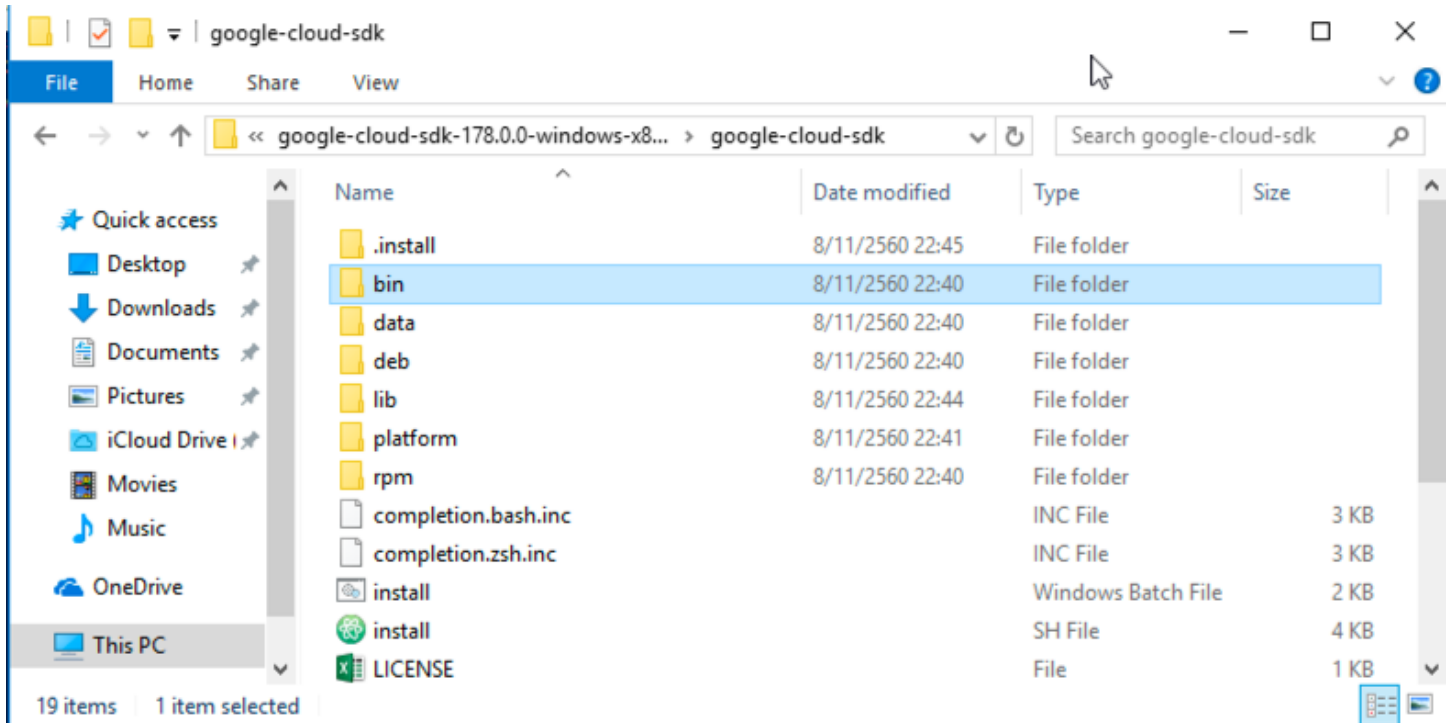 google-cloud-sdk
File Home Share View
« google-cloud-sdk-178.0.0-windows-x8... › google-cloud-sdk
Search google-cloud-sdk
Quick access
Desktop
Downloads
Documents
Pictures
iCloud Drive (
Movies
Music
OneDrive
This PC
Name Date modified Type Size
.install 8/11/2560 22:45 File folder
bin 8/11/2560 22:40 File folder
data 8/11/2560 22:40 File folder
deb 8/11/2560 22:40 File folder
lib 8/11/2560 22:44 File folder
platform 8/11/2560 22:41 File folder
rpm 8/11/2560 22:40 File folder
completion.bash.inc INC File 3 KB
completion.zsh.inc INC File 3 KB
install Windows Batch File 2 KB
install SH File 4 KB
LICENSE File 1 KB
19 items 1 item selected